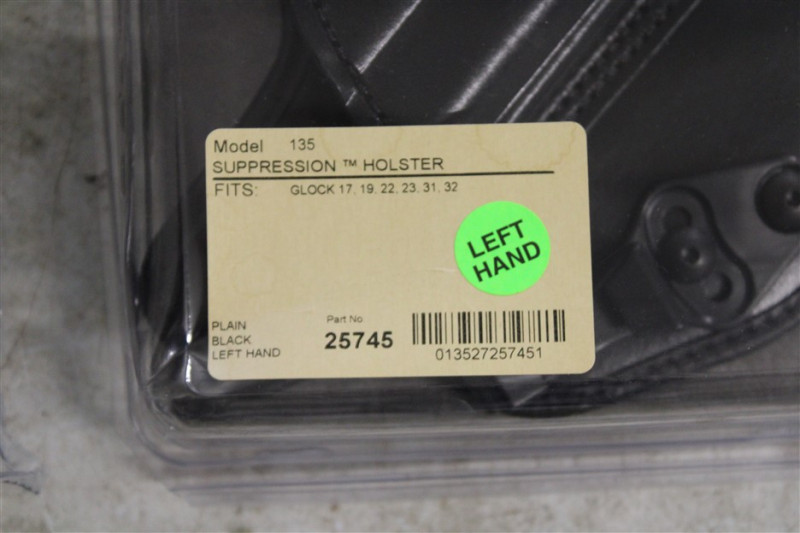 Model 135
SUPPRESSION ™ HOLSTER
FITS: GLOCK 17, 19, 22, 23, 31, 32
LEFT
HAND
PLAIN
BLACK
LEFT HAND
Part No.
25745
013527257451